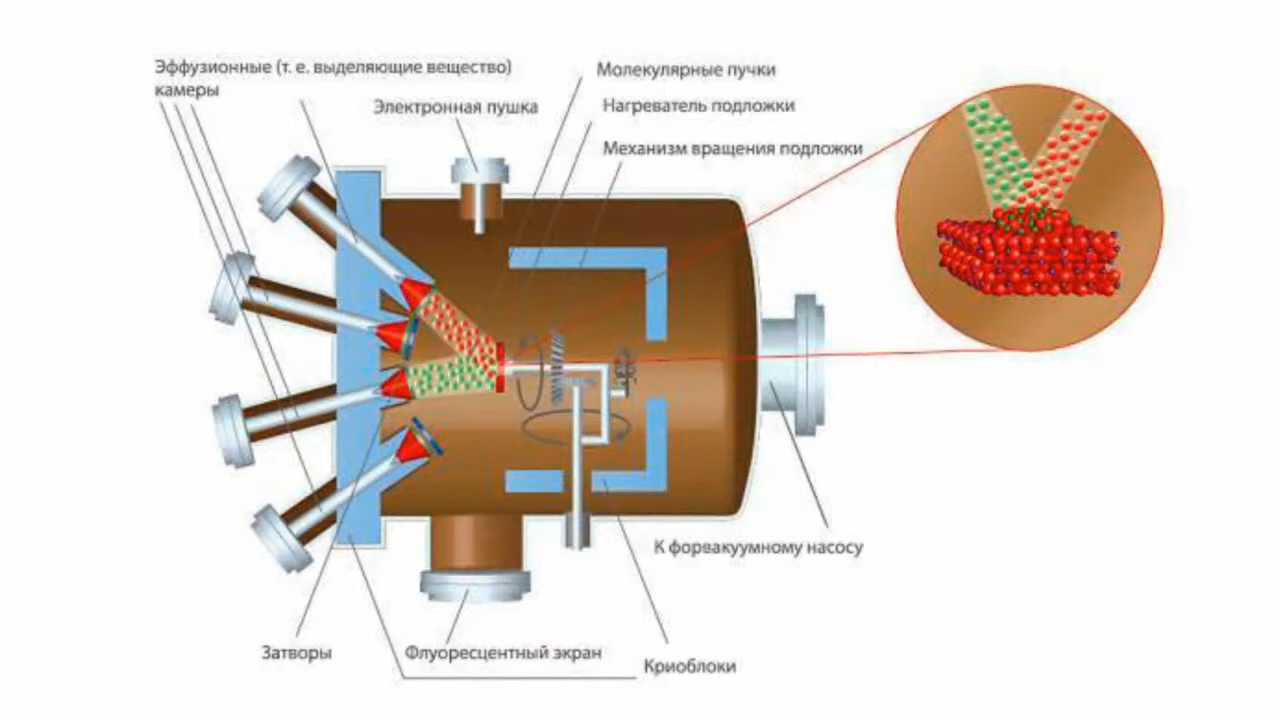 Эффузионные (т. е. выделяющие вещество)
камеры
Электронная пушка
Молекулярные пучки
Нагреватель подложки
Механизм вращения подложки
К форвакуумному насосу
Затворы
Флуоресцентный экран
Криоблоки